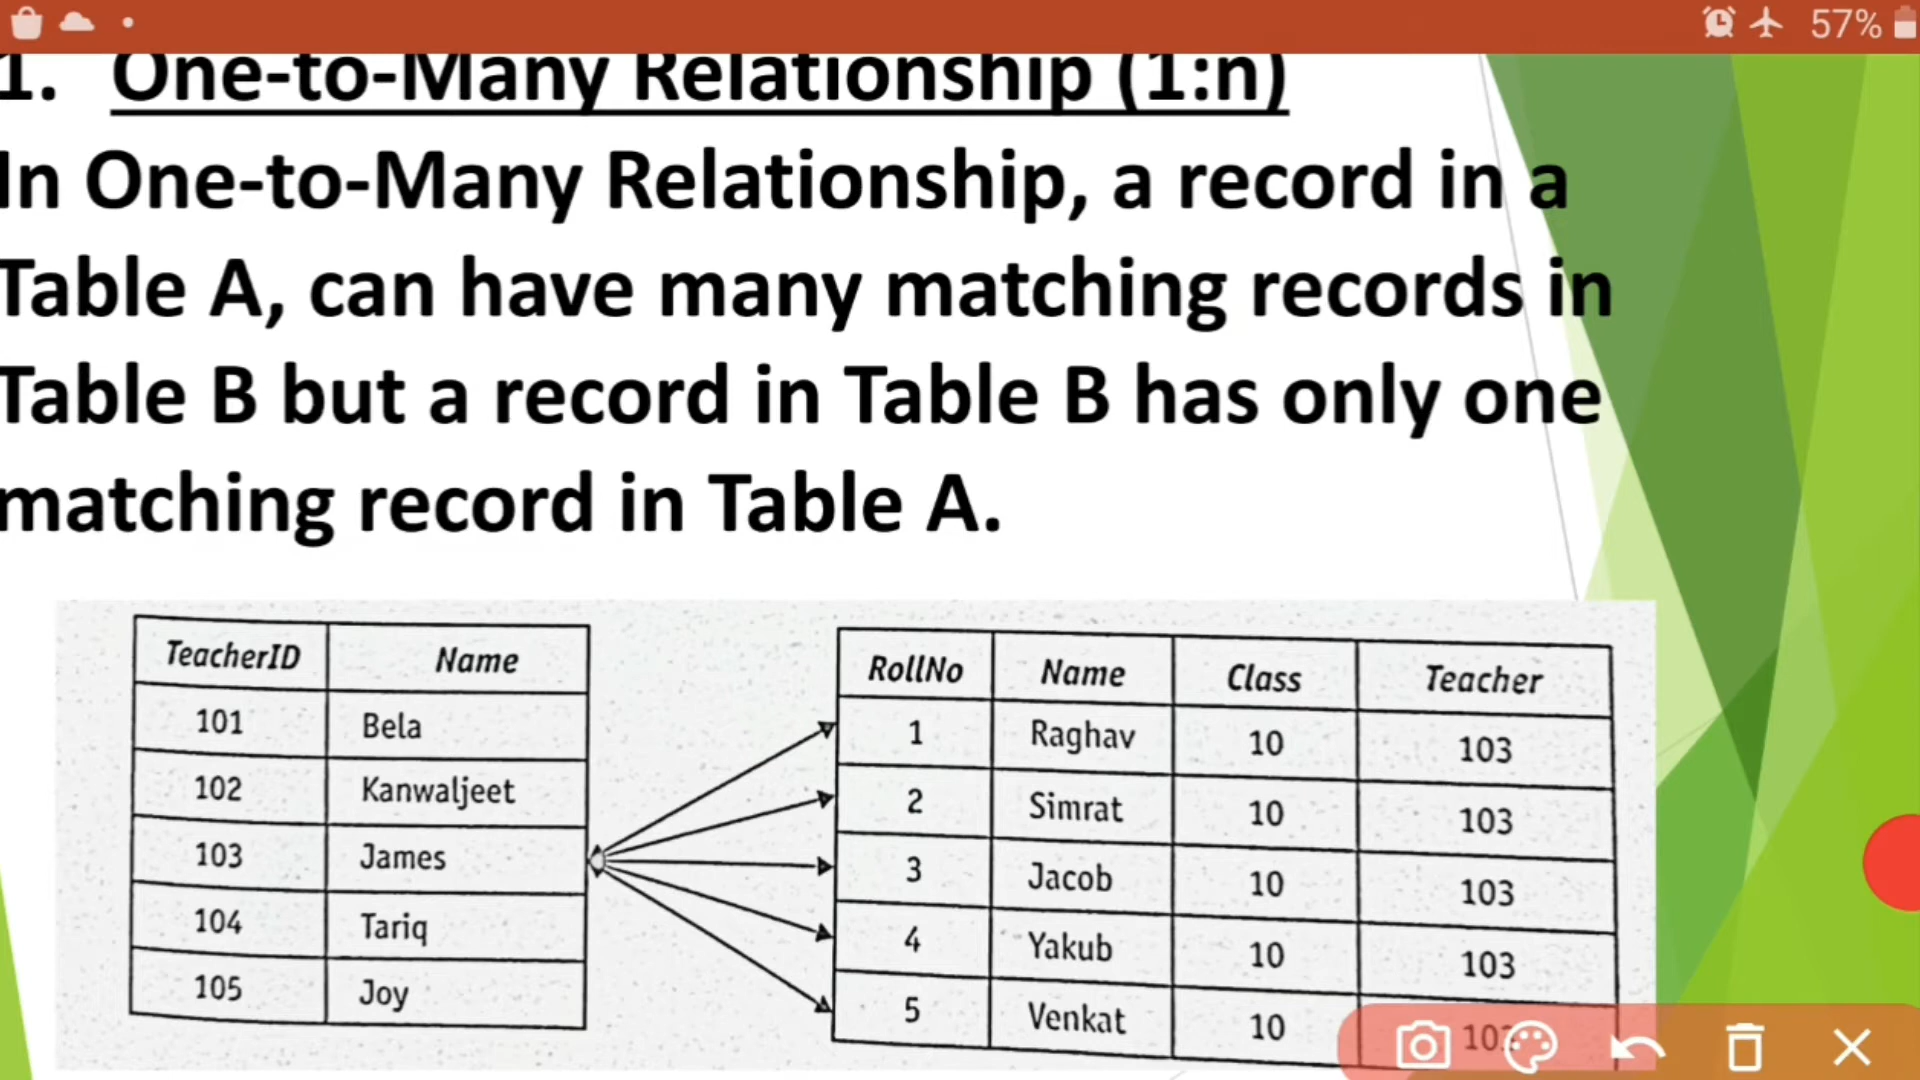 57%
1. One-to-Many Relationship (1:n)
In One-to-Many Relationship, a record in a
Table A, can have many matching records in
Table B but a record in Table B has only one
matching record in Table A.
TeacherID Name
101 Bela
102 Kanwaljeet
103 James
104 Tariq
105 Joy
RollNo Name Class Teacher
1 Raghav 10 103
2 Simrat 10 103
3 Jacob 10 103
4 Yakub 10 103
5 Venkat 10